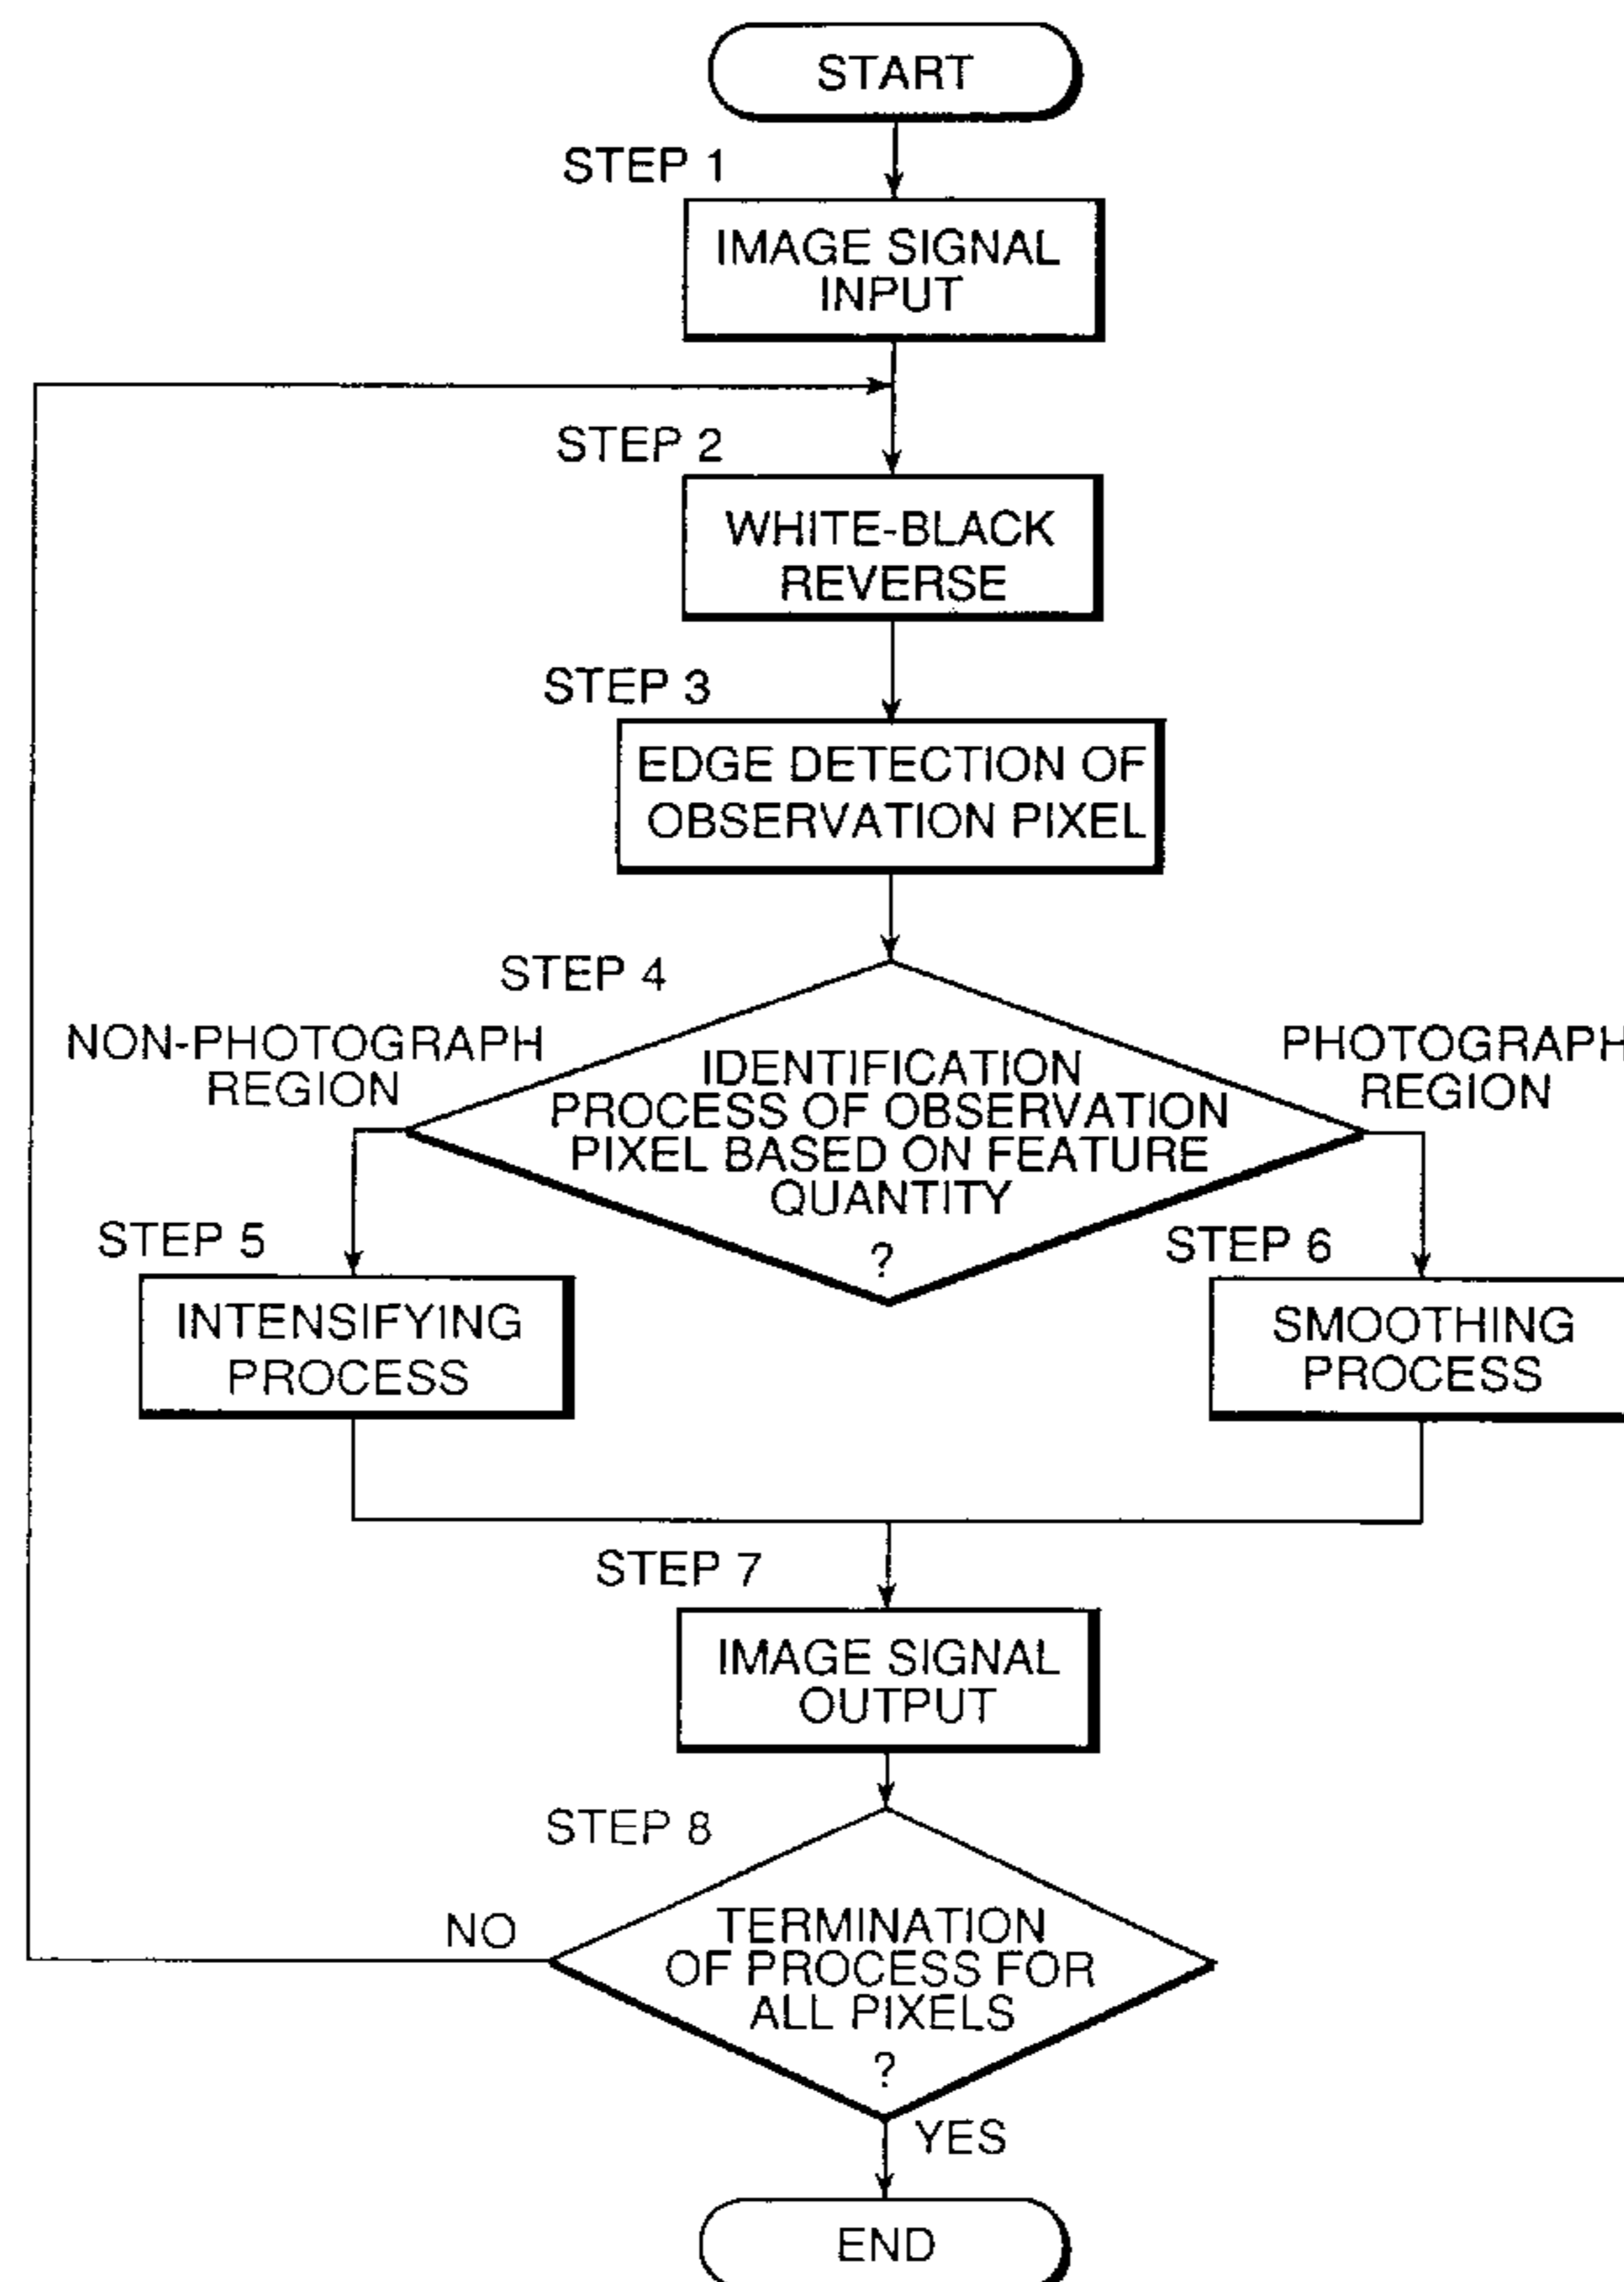 START
STEP 1
IMAGE SIGNAL
INPUT
STEP 2
WHITE-BLACK
REVERSE
STEP 3
EDGE DETECTION OF
OBSERVATION PIXEL
STEP 4
NON-PHOTOGRAPH
REGION
IDENTIFICATION
PROCESS OF OBSERVATION
PIXEL BASED ON FEATURE
QUANTITY
?
PHOTOGRAPH
REGION
STEP 5
INTENSIFYING
PROCESS
STEP 6
SMOOTHING
PROCESS
STEP 7
IMAGE SIGNAL
OUTPUT
STEP 8
NO
TERMINATION
OF PROCESS FOR
ALL PIXELS
?
YES
END